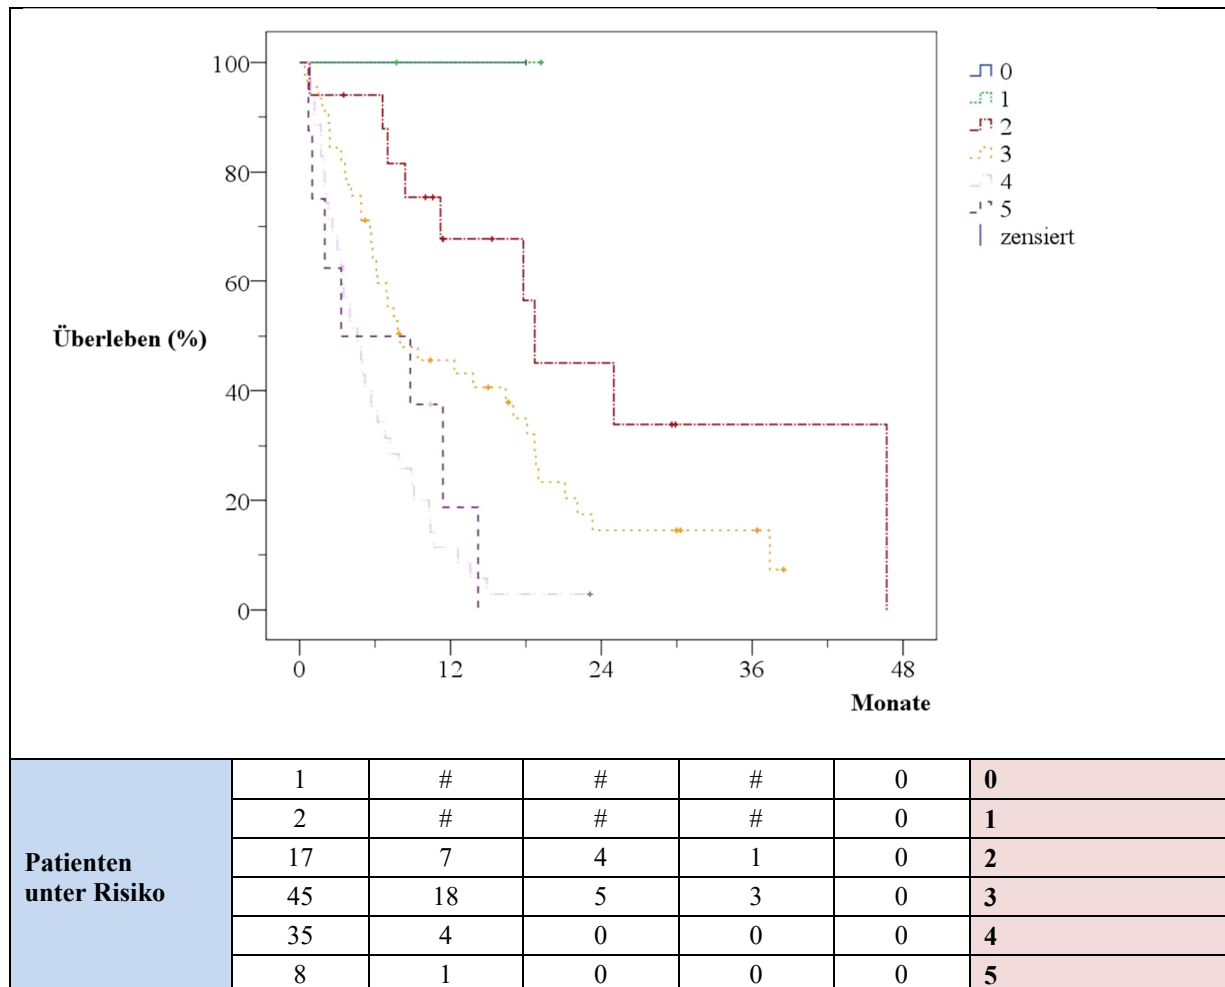 100
80
60
40
20
0
Überleben (%)
0 12 24 36 48
Monate
0
1
2
3
4
5
zensiert
Patienten
unter Risiko
1 # # # 0 0
2 # # # 0 1
17 7 4 1 0 2
45 18 5 3 0 3
35 4 0 0 0 4
8 1 0 0 0 5